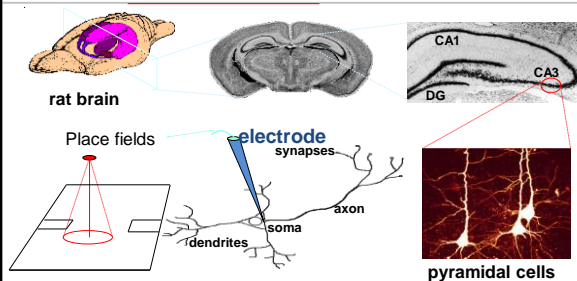 rat brain
CA1
CA3
DG
Place fields
electrode
synapses
axon
soma
dendrites
pyramidal cells